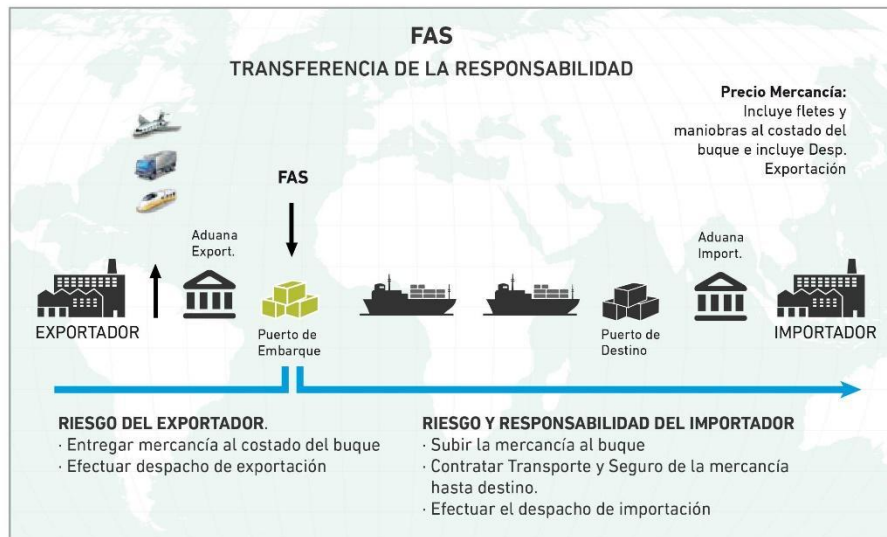 FAS
TRANSFERENCIA DE LA RESPONSABILIDAD
Precio Mercancía:
Incluye fletes y
maniobras al costado del
buque e incluye Desp.
Exportación
FAS
Aduana
Export.
Aduana
Import.
EXPORTADOR
Puerto de
Embarque
Puerto de
Destino
IMPORTADOR
RIESGO DEL EXPORTADOR.
· Entregar mercancía al costado del buque
· Efectuar despacho de exportación
RIESGO Y RESPONSABILIDAD DEL IMPORTADOR
· Subir la mercancía al buque
· Contratar Transporte y Seguro de la mercancía
hasta destino.
· Efectuar el despacho de importación